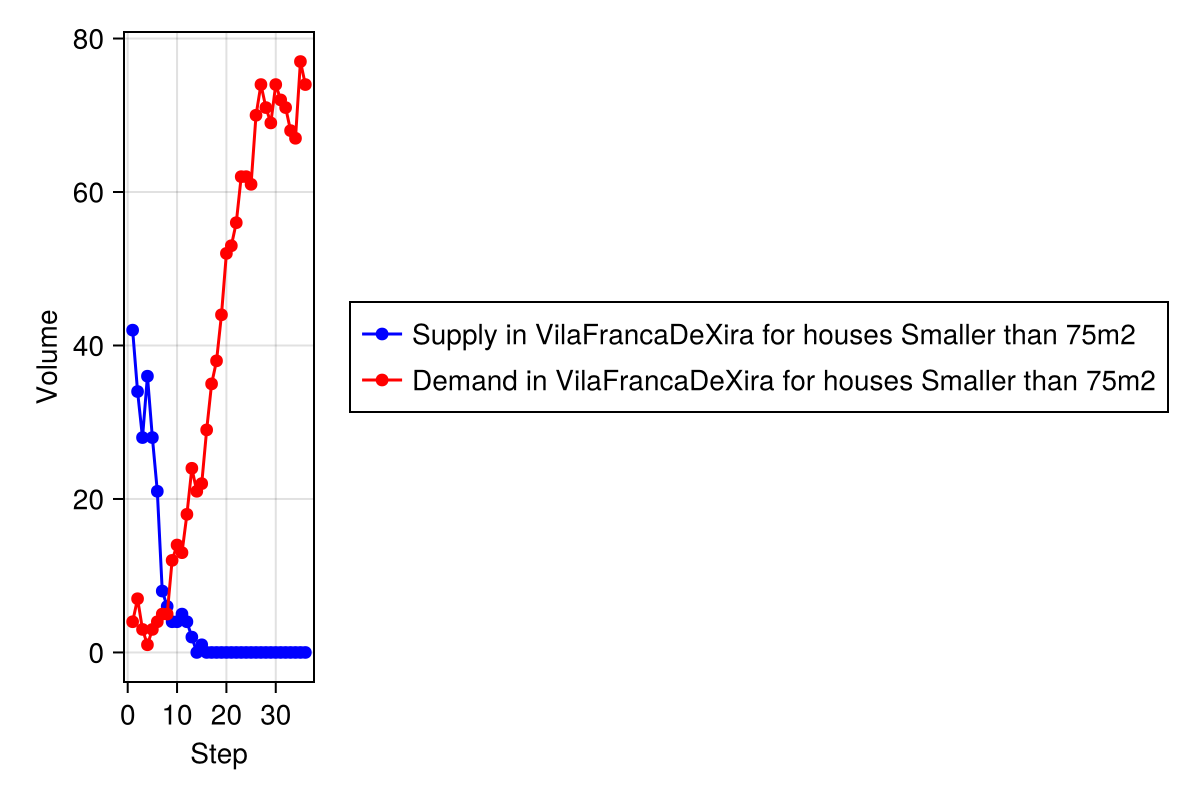 80
60
40
20
0
Volume
0 10 20 30
Step
Supply in VilaFrancaDeXira for houses Smaller than 75m2
Demand in VilaFrancaDeXira for houses Smaller than 75m2